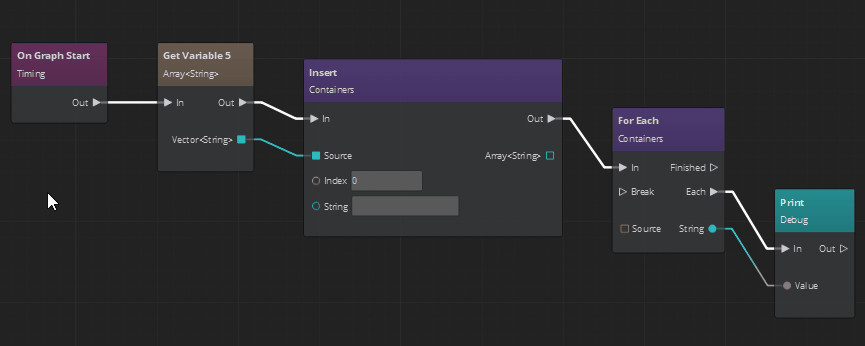 On Graph Start
Timing
Out
Get Variable 5
Array<String>
In Out
Vector<String>
Insert
Containers
In Out
Source Array<String>
Index 0
String
For Each
Containers
In Finished
Break Each
Source String
Print
Debug
In Out
Value